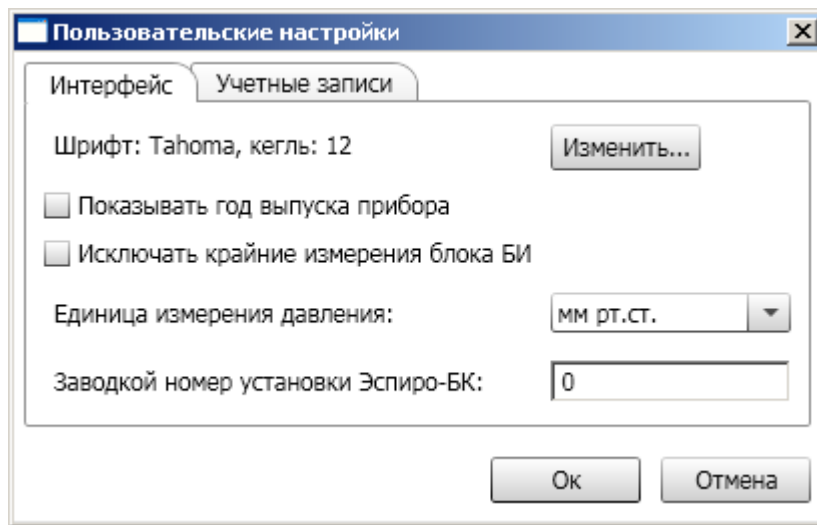 Пользовательские настройки
Интерфейс Учетные записи
Шрифт: Tahoma, кегль: 12 Изменить...
Показывать год выпуска прибора
Исключать крайние измерения блока БИ
Единица измерения давления: мм рт.ст.
Заводкой номер установки Эспиро-БК: 0
Ок Отмена